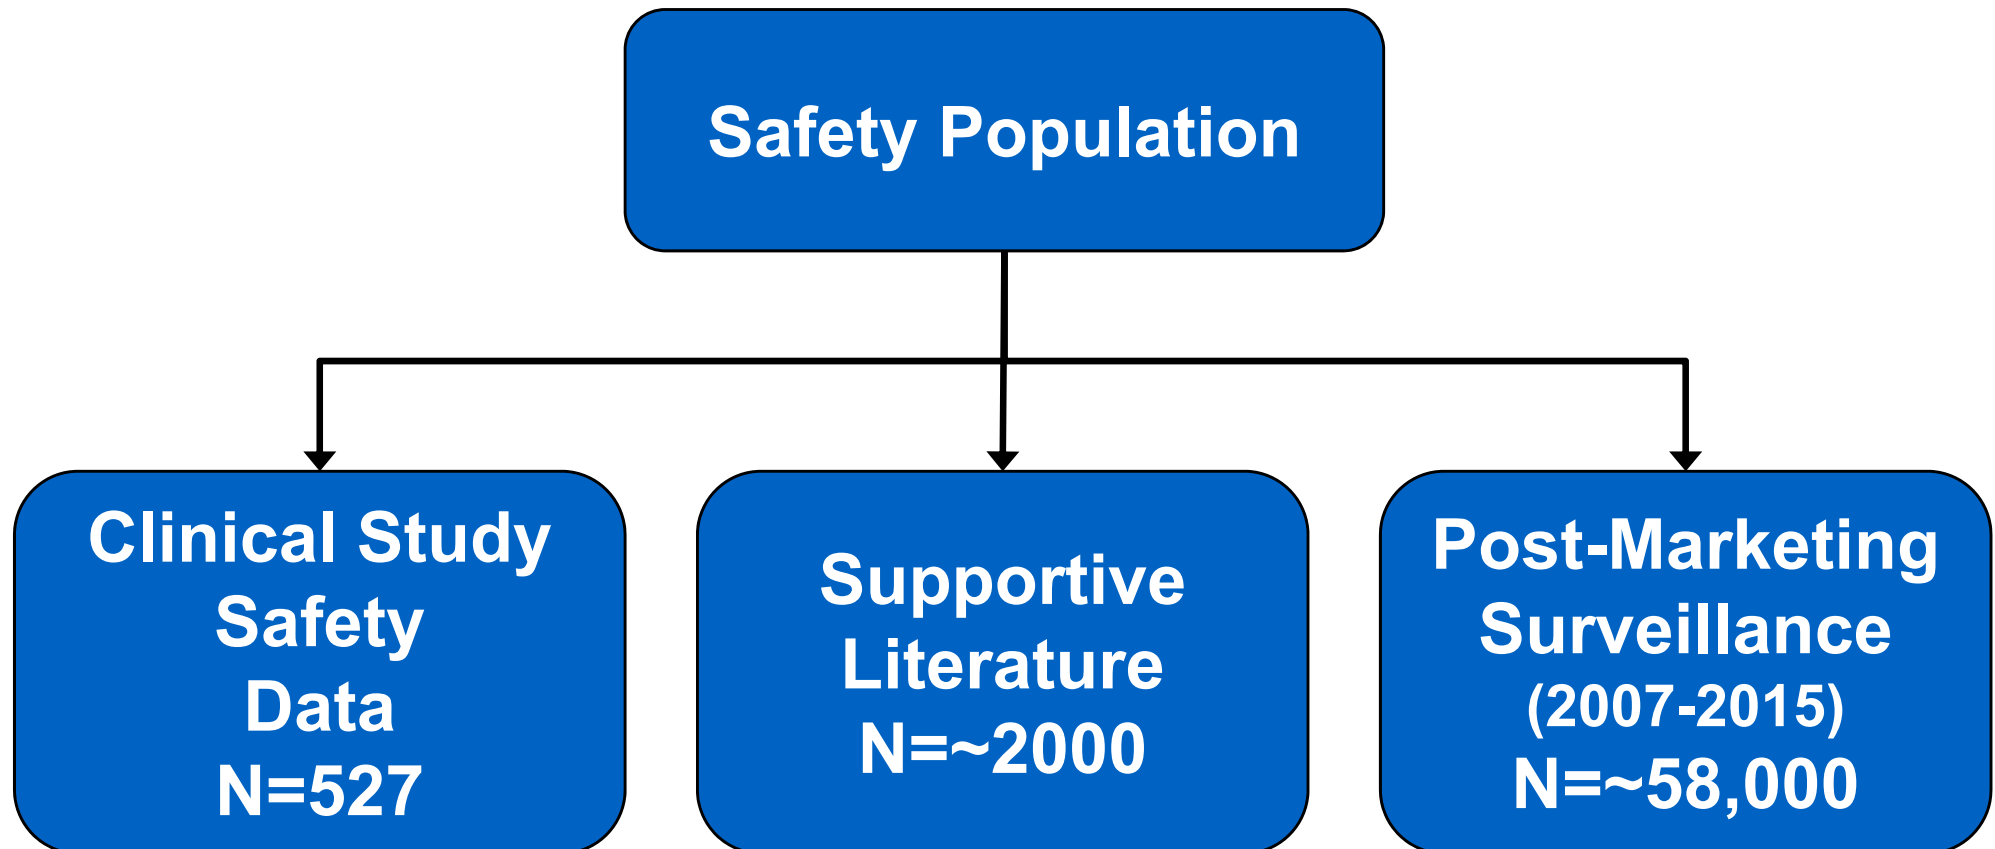 Safety Population
Clinical Study
Safety
Data
N=527
Supportive
Literature
N=~2000
Post-Marketing
Surveillance
(2007-2015)
N=~58,000